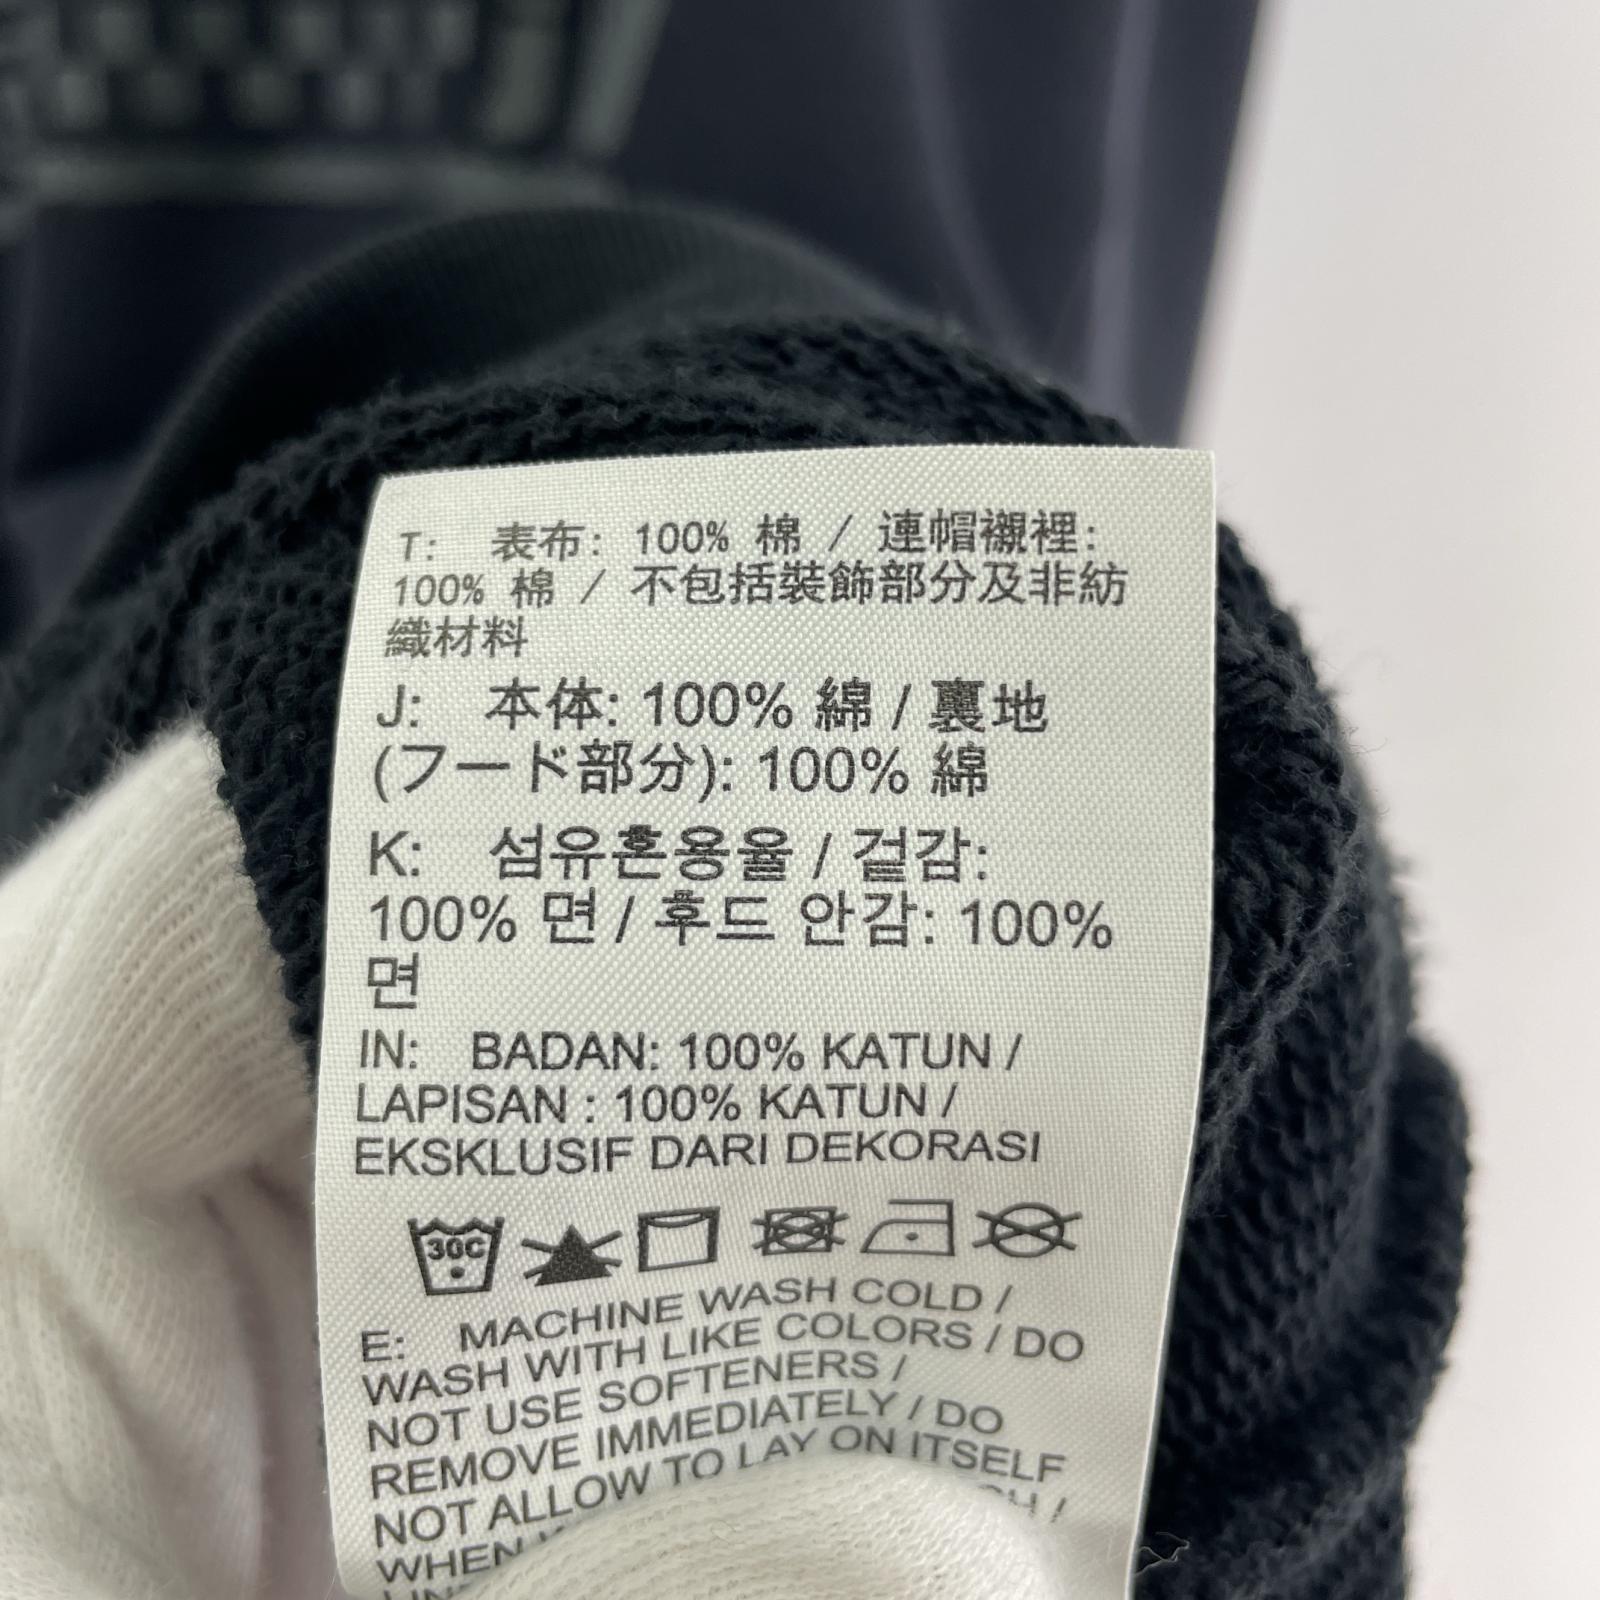 T: 表布: 100% 棉 / 連帽襯裡:
100% 棉 / 不包括裝飾部分及非紡
織材料
J: 本体: 100% 綿 / 裏地
(フード部分): 100% 綿
K: 섬유혼용율 / 겉감:
100% 면 / 후드 안감: 100%
면
IN: BADAN: 100% KATUN /
LAPISAN : 100% KATUN /
EKSKLUSIF DARI DEKORASI
30C
E: MACHINE WASH COLD /
WASH WITH LIKE COLORS / DO
NOT USE SOFTENERS /
REMOVE IMMEDIATELY / DO
NOT ALLOW TO LAY ON ITSELF
WHEN